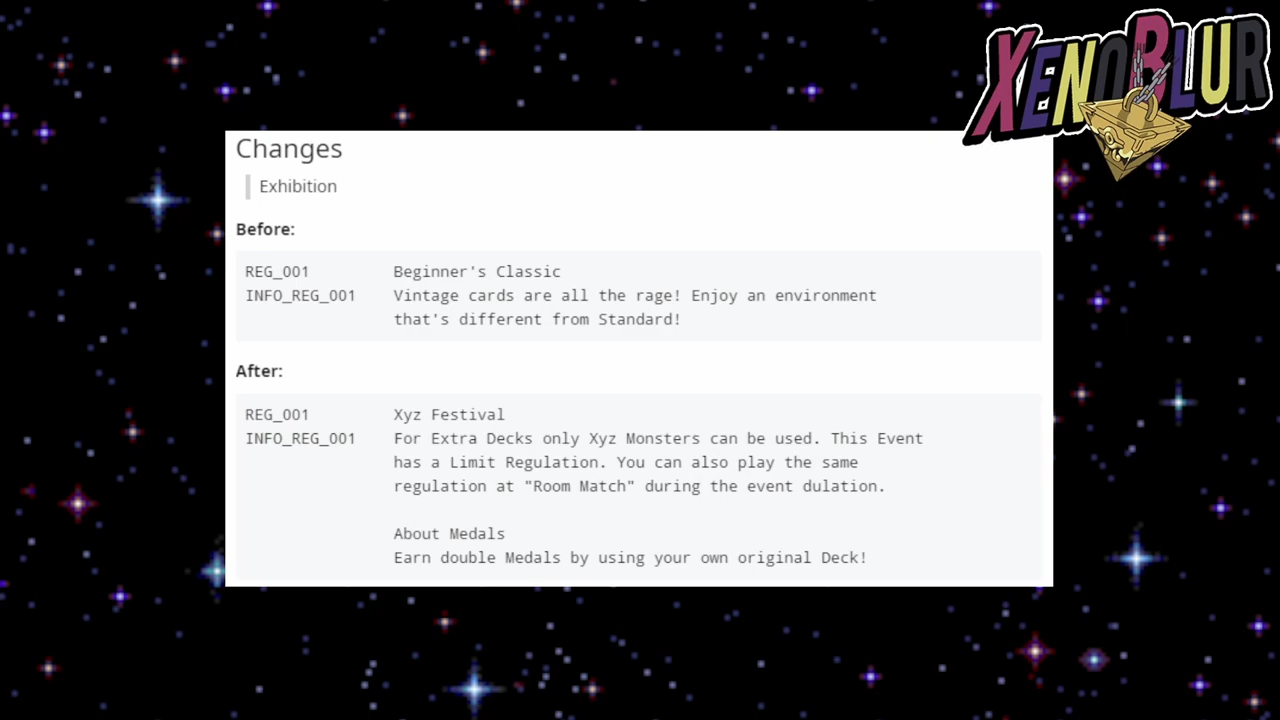 XENOBLUR
Changes
Exhibition
Before:
REG_001 Beginner's Classic
INFO_REG_001 Vintage cards are all the rage! Enjoy an environment
that's different from Standard!
After:
REG_001 Xyz Festival
INFO_REG_001 For Extra Decks only Xyz Monsters can be used. This Event
has a Limit Regulation. You can also play the same
regulation at "Room Match" during the event dulation.
About Medals
Earn double Medals by using your own original Deck!